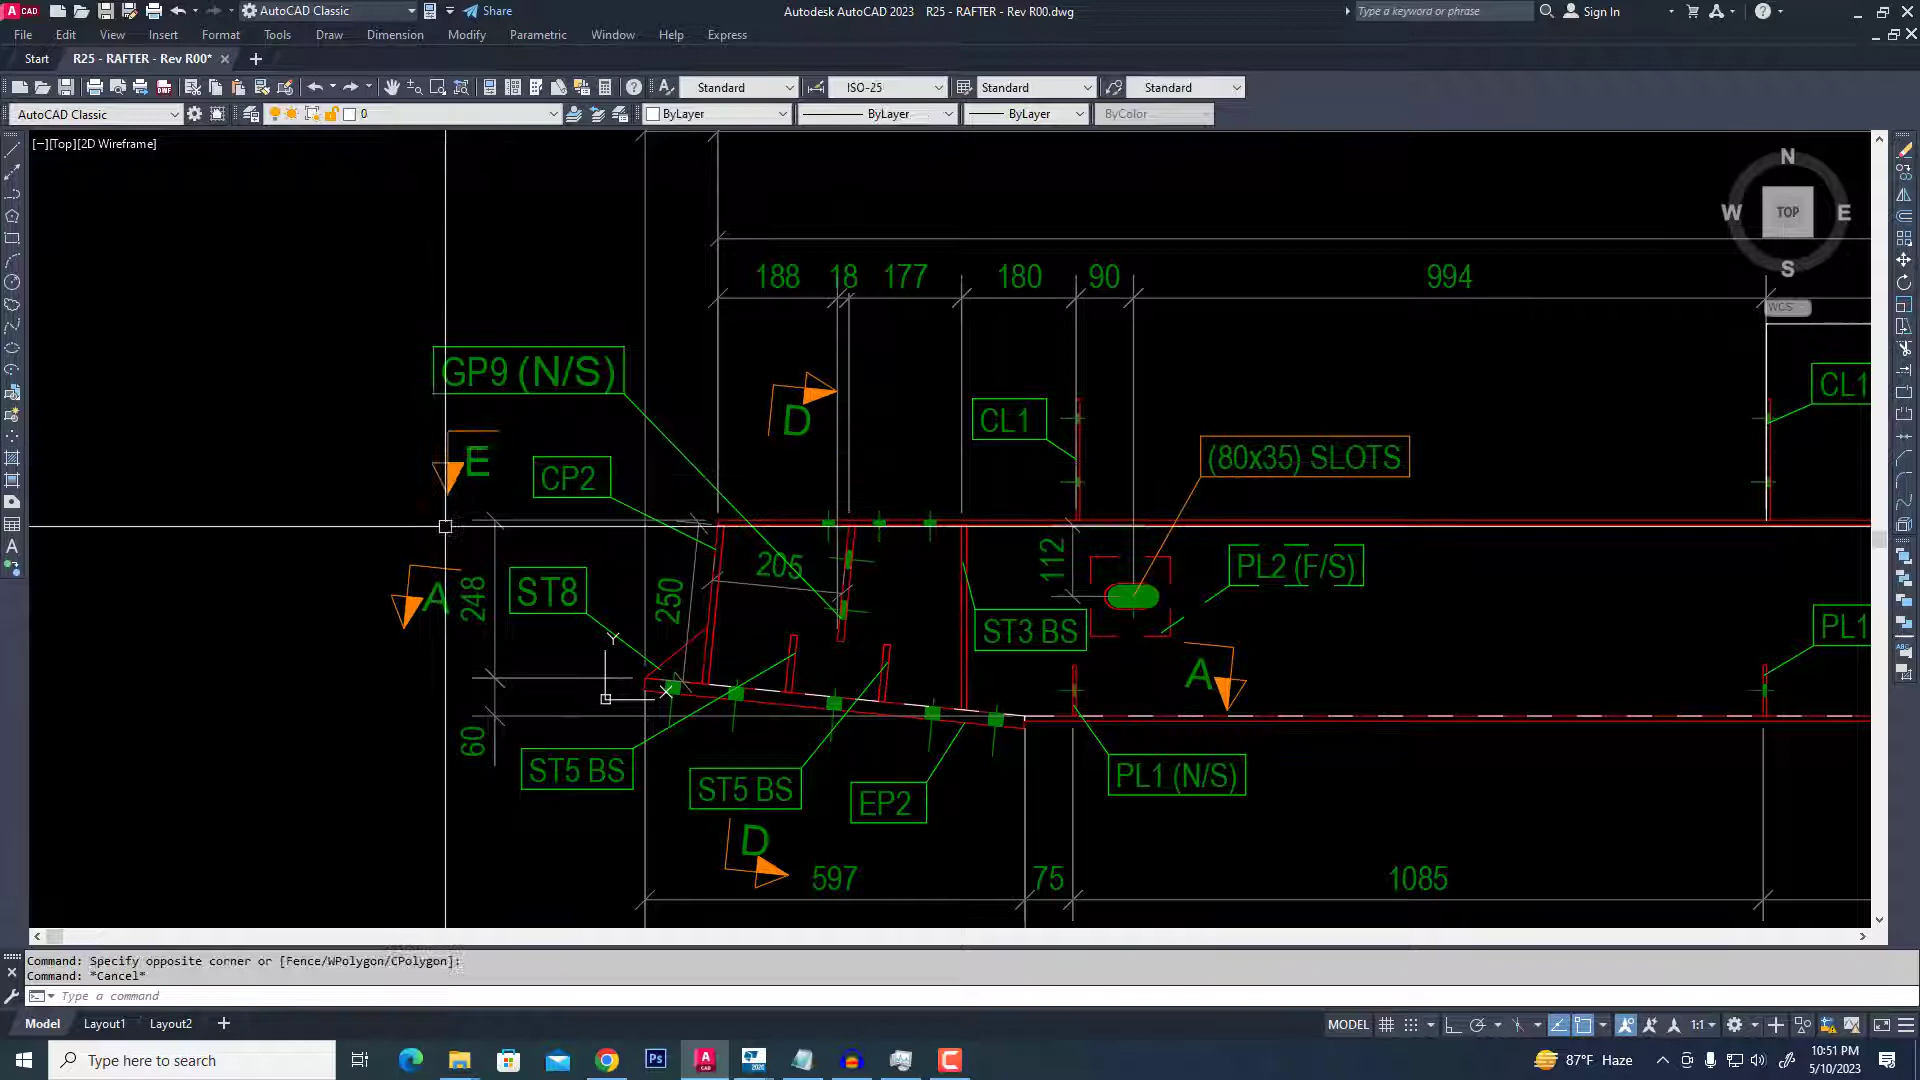 CAD
AutoCAD Classic
Share
Autodesk AutoCAD 2023 R25 - RAFTER - Rev R00.dwg
Type a keyword or phrase
Sign In
File Edit View Insert Format Tools Draw Dimension Modify Parametric Window Help Express
Start
R25 - RAFTER - Rev R00*
Standard
ISO-25
Standard
Standard
AutoCAD Classic
0
ByLayer
ByLayer
ByLayer
ByColor
[−][Top][2D Wireframe]
N
W TOP E
S
WCS
188 18 177 180 90 994
GP9 (N/S)
D
CL1
CL1
(80x35) SLOTS
E
CP2
205
112
PL2 (F/S)
A
248
ST8
250
ST3 BS
PL1
Y
X
A
60
ST5 BS
ST5 BS
EP2
PL1 (N/S)
D
597 75 1085
Command: Specify opposite corner or [Fence/WPolygon/CPolygon]:
Command: *Cancel*
Type a command
Model Layout1 Layout2
MODEL
1:1
Type here to search
Ps
CAD
2020
87°F Haze
10:51 PM
5/10/2023